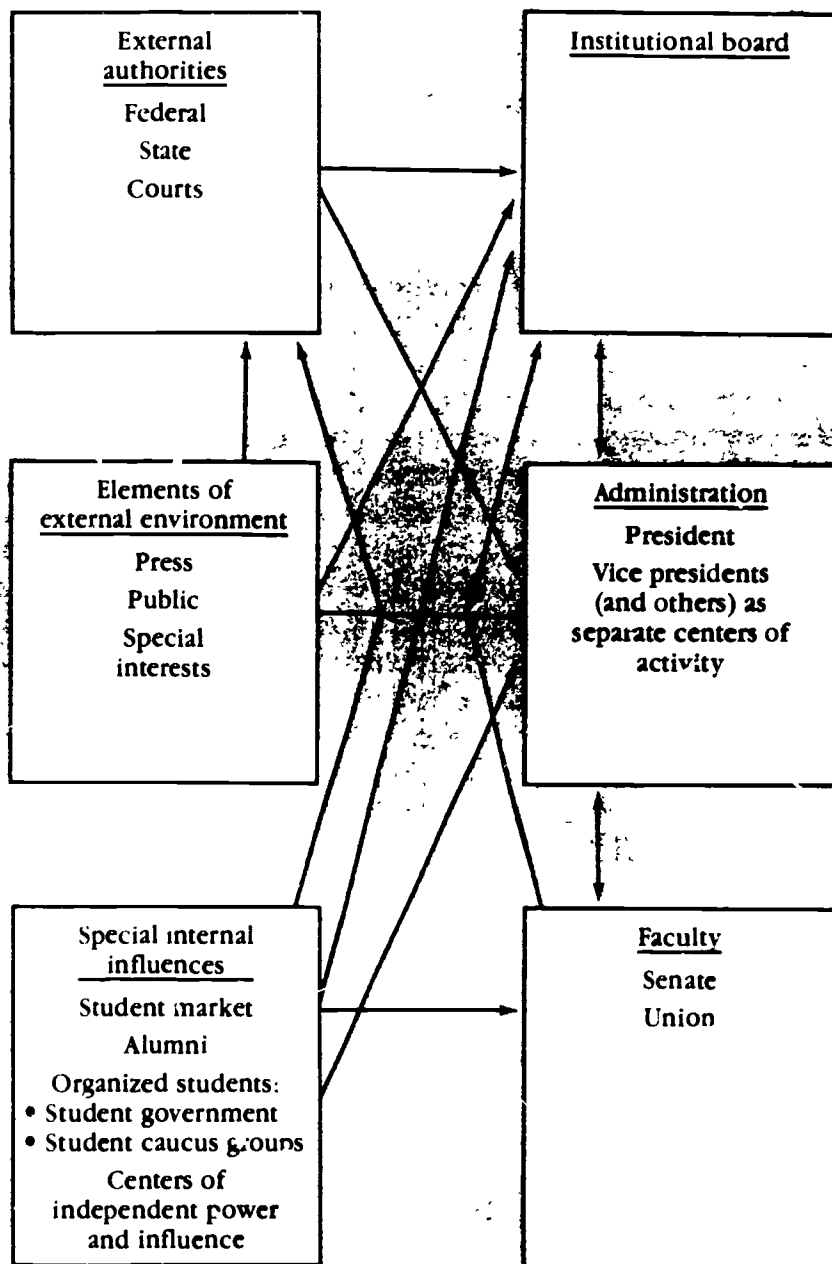 External
authorities
Federal
State
Courts
Institutional board
Elements of
external environment
Press
Public
Special
interests
Administration
President
Vice presidents
(and others) as
separate centers of
activity
Special internal
influences
Student market
Alumni
Organized students:
• Student government
• Student caucus groups
Centers of
independent power
and influence
Faculty
Senate
Union